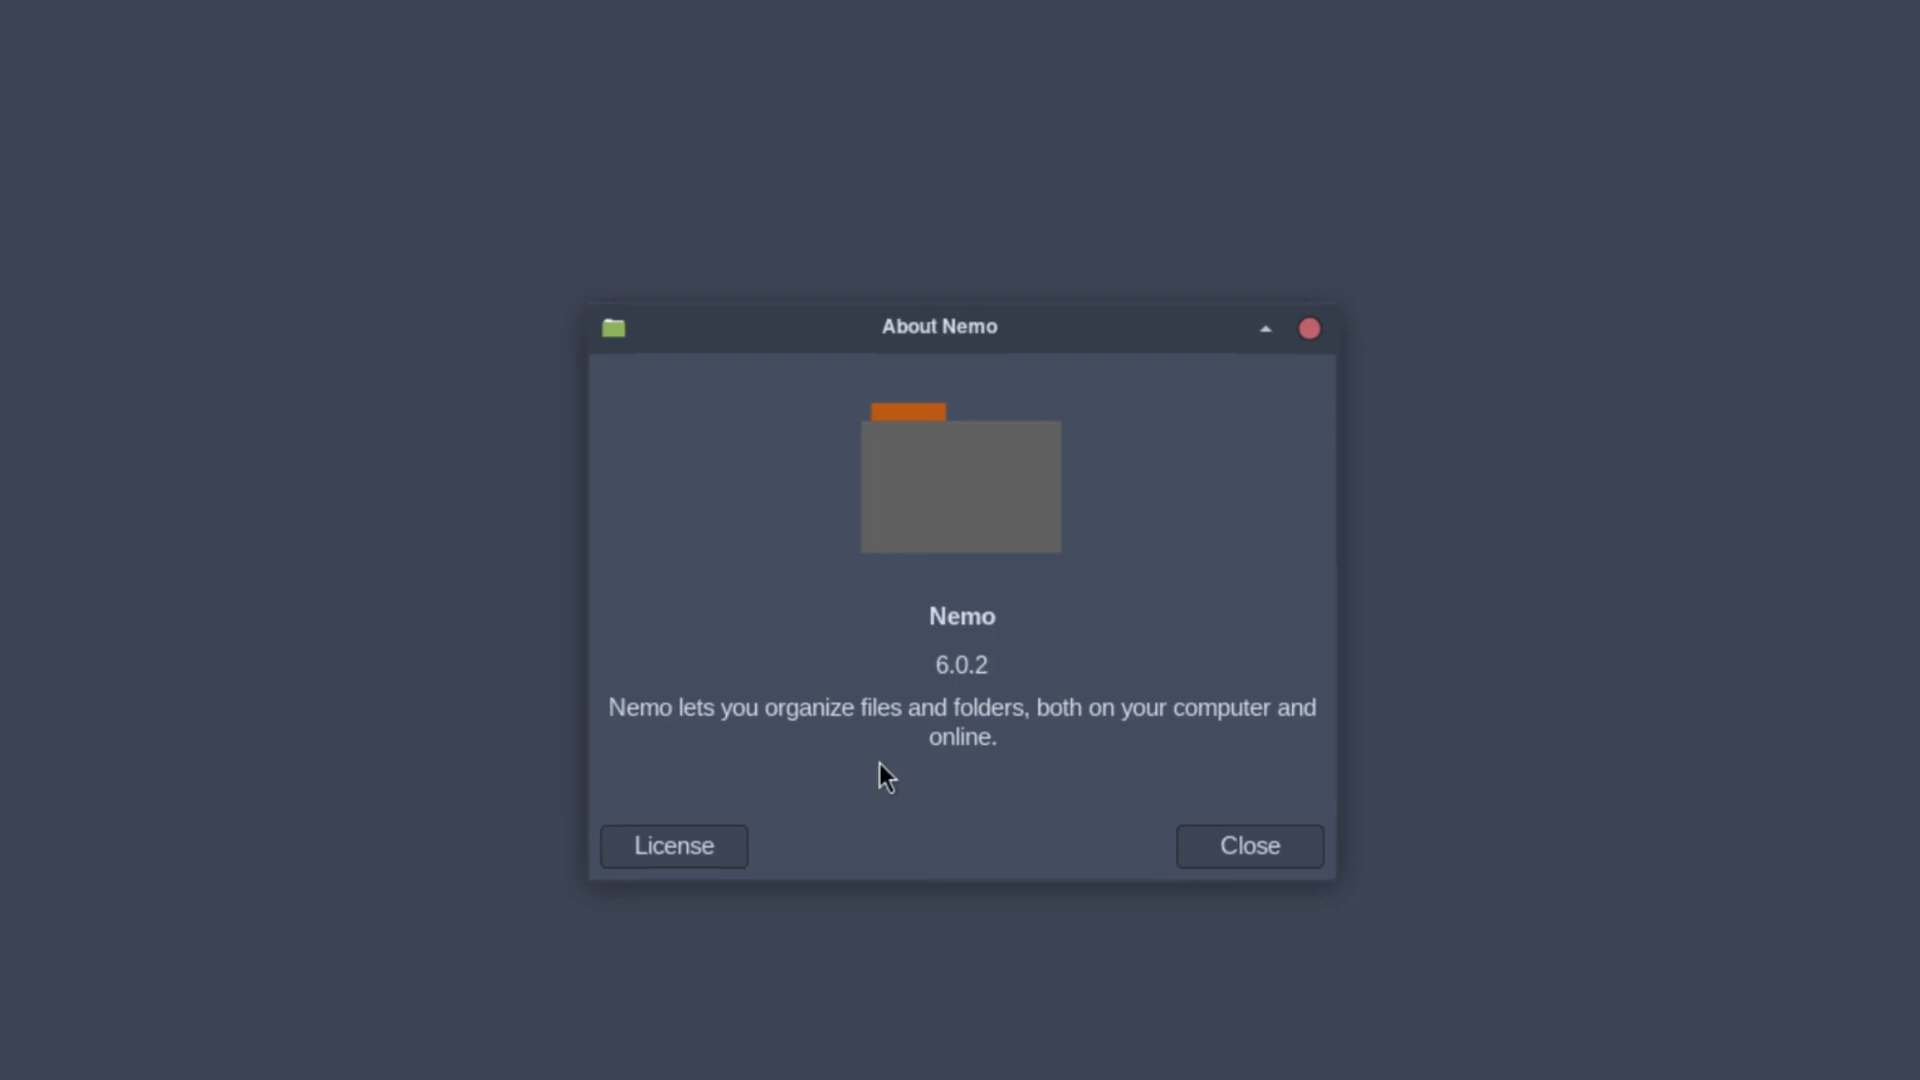 About Nemo
Nemo
6.0.2
Nemo lets you organize files and folders, both on your computer and
online.
License
Close